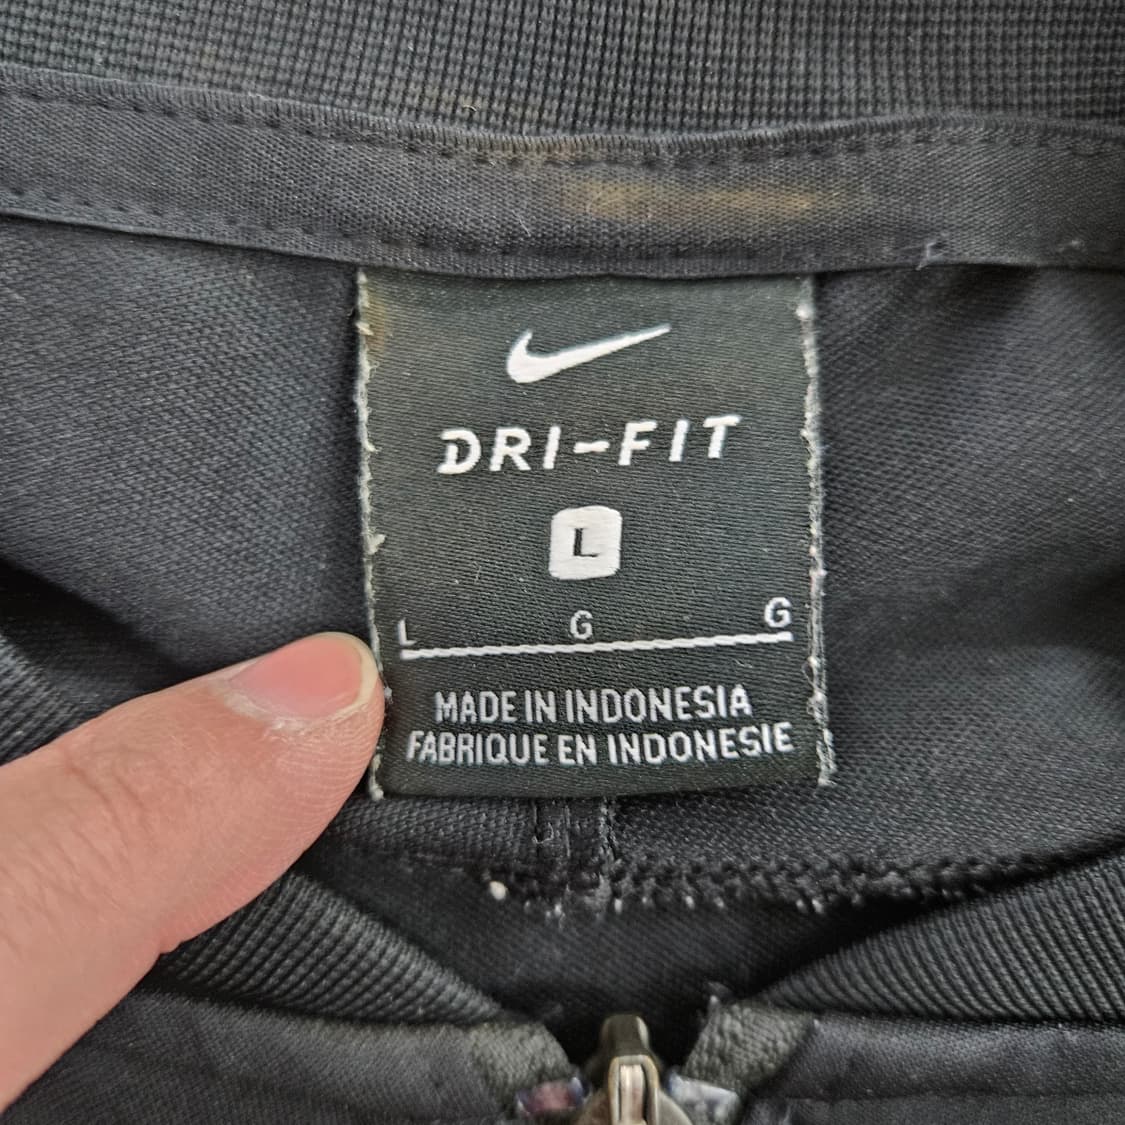 DRI-FIT
L
L G G
MADE IN INDONESIA
FABRIQUE EN INDONESIE